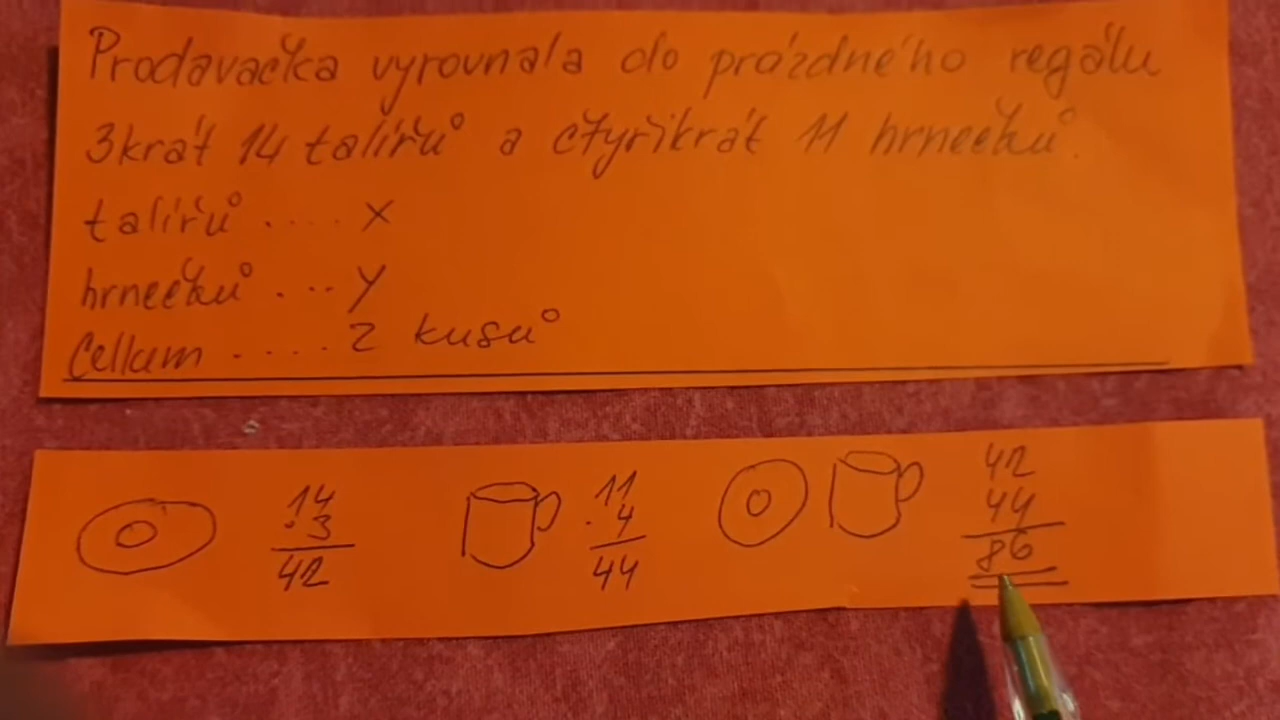 Prodavačka vyrovnala do prázdného regálu
3krát 14 talířů a čtyřikrát 11 hrnečků.
talířů .... x
hrnečků ... y
Cellum ..... z kusů
14
. 3
42
11
. 4
44
42
44
86